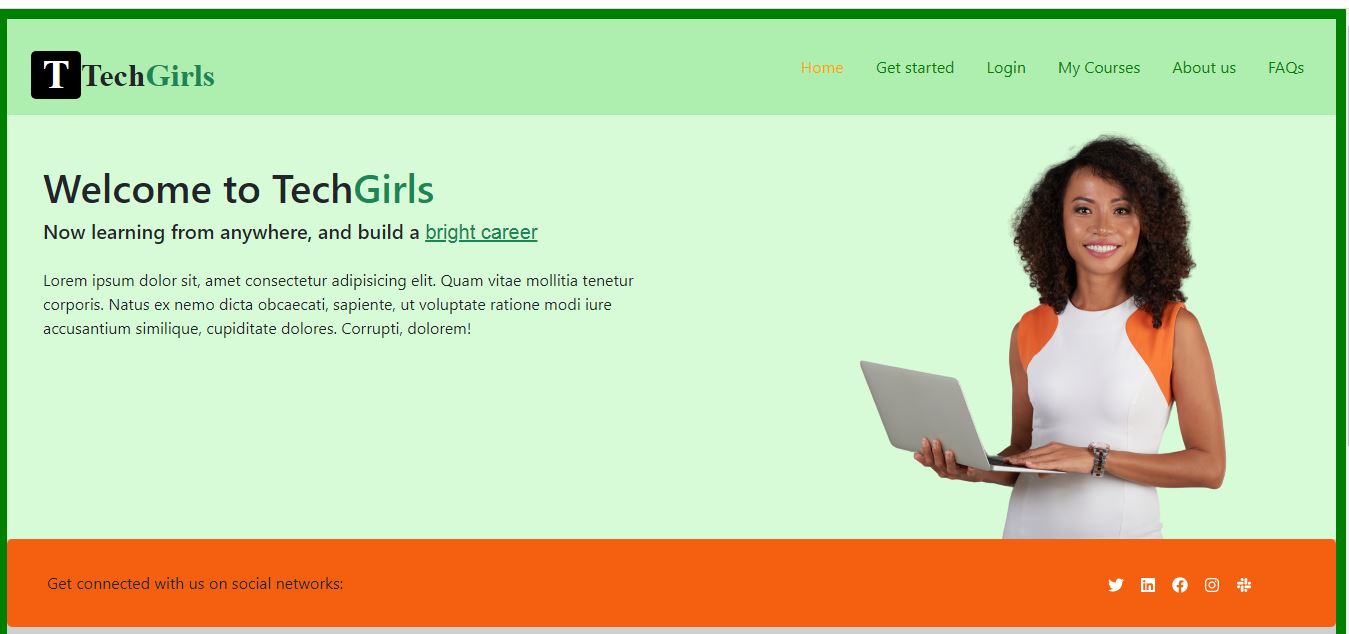 T TechGirls
Home Get started Login My Courses About us FAQs
Welcome to TechGirls
Now learning from anywhere, and build a bright career
Lorem ipsum dolor sit, amet consectetur adipisicing elit. Quam vitae mollitia tenetur
corporis. Natus ex nemo dicta obcaecati, sapiente, ut voluptate ratione modi iure
accusantium similique, cupiditate dolores. Corrupti, dolorem!
Get connected with us on social networks: